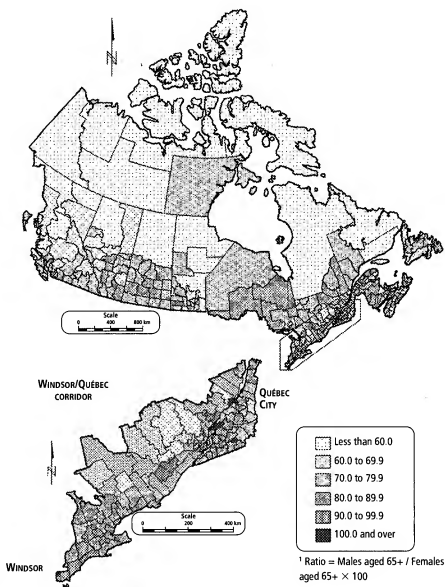 N
Scale
0 400 800 km
WINDSOR/QUÉBEC
CORRIDOR
QUÉBEC
CITY
N
Scale
0 200 400 km
WINDSOR
Less than 60.0
60.0 to 69.9
70.0 to 79.9
80.0 to 89.9
90.0 to 99.9
100.0 and over
¹ Ratio = Males aged 65+ / Females
aged 65+ × 100